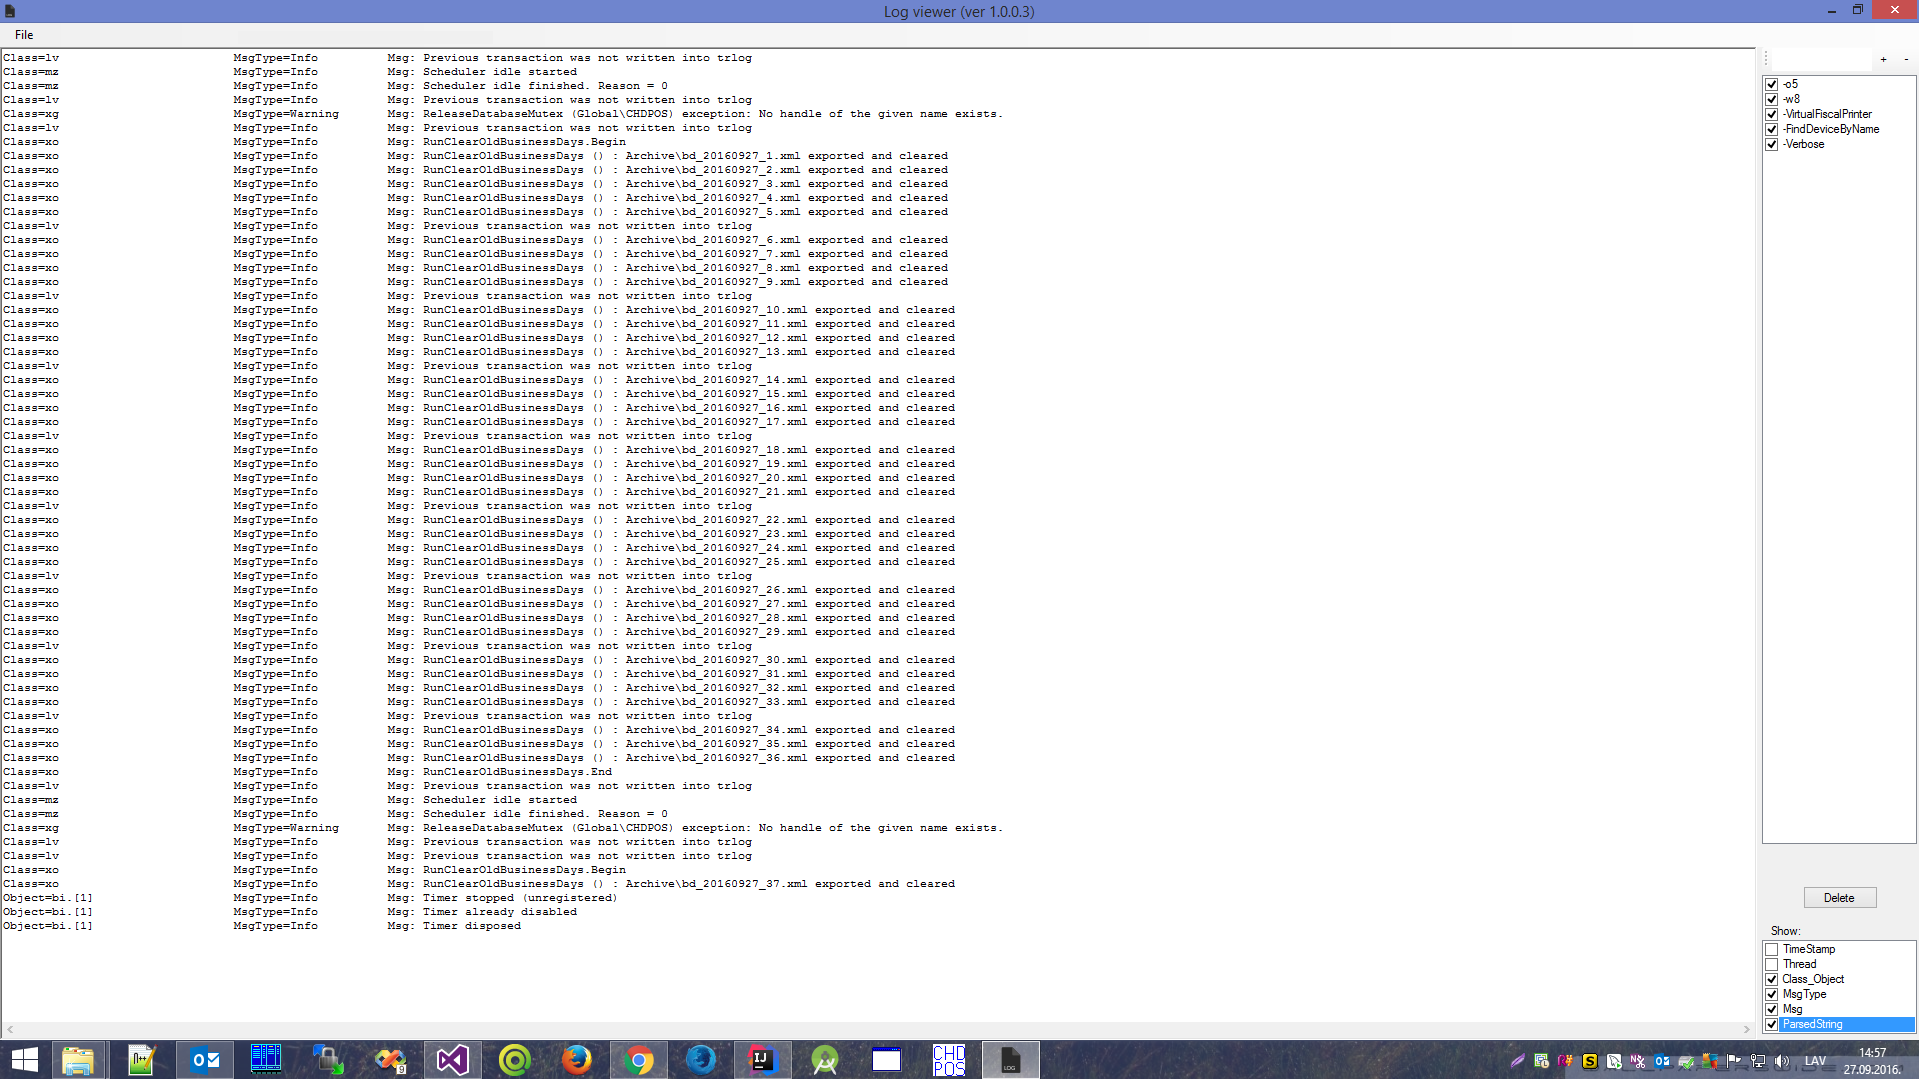 Log viewer (ver 1.0.0.3)
File
Class=lv MsgType=Info Msg: Previous transaction was not written into trlog
Class=mz MsgType=Info Msg: Scheduler idle started
Class=mz MsgType=Info Msg: Scheduler idle finished. Reason = 0
Class=lv MsgType=Info Msg: Previous transaction was not written into trlog
Class=xg MsgType=Warning Msg: ReleaseDatabaseMutex (Global\CHDPOS) exception: No handle of the given name exists.
Class=lv MsgType=Info Msg: Previous transaction was not written into trlog
Class=xo MsgType=Info Msg: RunClearOldBusinessDays.Begin
Class=xo MsgType=Info Msg: RunClearOldBusinessDays () : Archive\bd_20160927_1.xml exported and cleared
Class=xo MsgType=Info Msg: RunClearOldBusinessDays () : Archive\bd_20160927_2.xml exported and cleared
Class=xo MsgType=Info Msg: RunClearOldBusinessDays () : Archive\bd_20160927_3.xml exported and cleared
Class=xo MsgType=Info Msg: RunClearOldBusinessDays () : Archive\bd_20160927_4.xml exported and cleared
Class=xo MsgType=Info Msg: RunClearOldBusinessDays () : Archive\bd_20160927_5.xml exported and cleared
Class=lv MsgType=Info Msg: Previous transaction was not written into trlog
Class=xo MsgType=Info Msg: RunClearOldBusinessDays () : Archive\bd_20160927_6.xml exported and cleared
Class=xo MsgType=Info Msg: RunClearOldBusinessDays () : Archive\bd_20160927_7.xml exported and cleared
Class=xo MsgType=Info Msg: RunClearOldBusinessDays () : Archive\bd_20160927_8.xml exported and cleared
Class=xo MsgType=Info Msg: RunClearOldBusinessDays () : Archive\bd_20160927_9.xml exported and cleared
Class=lv MsgType=Info Msg: Previous transaction was not written into trlog
Class=xo MsgType=Info Msg: RunClearOldBusinessDays () : Archive\bd_20160927_10.xml exported and cleared
Class=xo MsgType=Info Msg: RunClearOldBusinessDays () : Archive\bd_20160927_11.xml exported and cleared
Class=xo MsgType=Info Msg: RunClearOldBusinessDays () : Archive\bd_20160927_12.xml exported and cleared
Class=xo MsgType=Info Msg: RunClearOldBusinessDays () : Archive\bd_20160927_13.xml exported and cleared
Class=lv MsgType=Info Msg: Previous transaction was not written into trlog
Class=xo MsgType=Info Msg: RunClearOldBusinessDays () : Archive\bd_20160927_14.xml exported and cleared
Class=xo MsgType=Info Msg: RunClearOldBusinessDays () : Archive\bd_20160927_15.xml exported and cleared
Class=xo MsgType=Info Msg: RunClearOldBusinessDays () : Archive\bd_20160927_16.xml exported and cleared
Class=xo MsgType=Info Msg: RunClearOldBusinessDays () : Archive\bd_20160927_17.xml exported and cleared
Class=lv MsgType=Info Msg: Previous transaction was not written into trlog
Class=xo MsgType=Info Msg: RunClearOldBusinessDays () : Archive\bd_20160927_18.xml exported and cleared
Class=xo MsgType=Info Msg: RunClearOldBusinessDays () : Archive\bd_20160927_19.xml exported and cleared
Class=xo MsgType=Info Msg: RunClearOldBusinessDays () : Archive\bd_20160927_20.xml exported and cleared
Class=xo MsgType=Info Msg: RunClearOldBusinessDays () : Archive\bd_20160927_21.xml exported and cleared
Class=lv MsgType=Info Msg: Previous transaction was not written into trlog
Class=xo MsgType=Info Msg: RunClearOldBusinessDays () : Archive\bd_20160927_22.xml exported and cleared
Class=xo MsgType=Info Msg: RunClearOldBusinessDays () : Archive\bd_20160927_23.xml exported and cleared
Class=xo MsgType=Info Msg: RunClearOldBusinessDays () : Archive\bd_20160927_24.xml exported and cleared
Class=xo MsgType=Info Msg: RunClearOldBusinessDays () : Archive\bd_20160927_25.xml exported and cleared
Class=lv MsgType=Info Msg: Previous transaction was not written into trlog
Class=xo MsgType=Info Msg: RunClearOldBusinessDays () : Archive\bd_20160927_26.xml exported and cleared
Class=xo MsgType=Info Msg: RunClearOldBusinessDays () : Archive\bd_20160927_27.xml exported and cleared
Class=xo MsgType=Info Msg: RunClearOldBusinessDays () : Archive\bd_20160927_28.xml exported and cleared
Class=xo MsgType=Info Msg: RunClearOldBusinessDays () : Archive\bd_20160927_29.xml exported and cleared
Class=lv MsgType=Info Msg: Previous transaction was not written into trlog
Class=xo MsgType=Info Msg: RunClearOldBusinessDays () : Archive\bd_20160927_30.xml exported and cleared
Class=xo MsgType=Info Msg: RunClearOldBusinessDays () : Archive\bd_20160927_31.xml exported and cleared
Class=xo MsgType=Info Msg: RunClearOldBusinessDays () : Archive\bd_20160927_32.xml exported and cleared
Class=xo MsgType=Info Msg: RunClearOldBusinessDays () : Archive\bd_20160927_33.xml exported and cleared
Class=lv MsgType=Info Msg: Previous transaction was not written into trlog
Class=xo MsgType=Info Msg: RunClearOldBusinessDays () : Archive\bd_20160927_34.xml exported and cleared
Class=xo MsgType=Info Msg: RunClearOldBusinessDays () : Archive\bd_20160927_35.xml exported and cleared
Class=xo MsgType=Info Msg: RunClearOldBusinessDays () : Archive\bd_20160927_36.xml exported and cleared
Class=xo MsgType=Info Msg: RunClearOldBusinessDays.End
Class=lv MsgType=Info Msg: Previous transaction was not written into trlog
Class=mz MsgType=Info Msg: Scheduler idle started
Class=mz MsgType=Info Msg: Scheduler idle finished. Reason = 0
Class=xg MsgType=Warning Msg: ReleaseDatabaseMutex (Global\CHDPOS) exception: No handle of the given name exists.
Class=lv MsgType=Info Msg: Previous transaction was not written into trlog
Class=lv MsgType=Info Msg: Previous transaction was not written into trlog
Class=xo MsgType=Info Msg: RunClearOldBusinessDays.Begin
Class=xo MsgType=Info Msg: RunClearOldBusinessDays () : Archive\bd_20160927_37.xml exported and cleared
Object=bi.[1] MsgType=Info Msg: Timer stopped (unregistered)
Object=bi.[1] MsgType=Info Msg: Timer already disabled
Object=bi.[1] MsgType=Info Msg: Timer disposed
+ -
-o5
-w8
-VirtualFiscalPrinter
-FindDeviceByName
-Verbose
Delete
Show:
TimeStamp
Thread
Class_Object
MsgType
Msg
ParsedString
CHD
POS
LOG
LAV
14:57
27.09.2016.